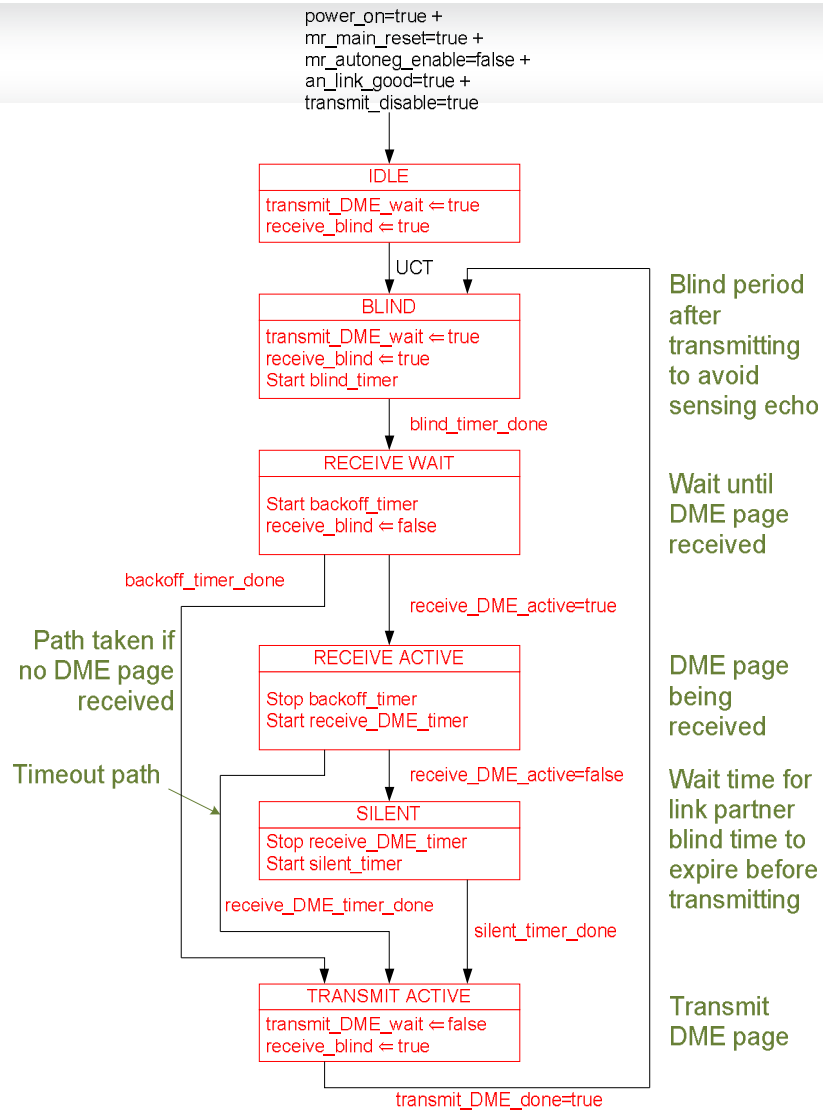 power_on=true +
mr_main_reset=true +
mr_autoneg_enable=false +
an_link_good=true +
transmit_disable=true
IDLE
transmit_DME_wait ⇐ true
receive_blind ⇐ true
UCT
BLIND
transmit_DME_wait ⇐ true
receive_blind ⇐ true
Start blind_timer
Blind period
after
transmitting
to avoid
sensing echo
blind_timer_done
RECEIVE WAIT
Start backoff_timer
receive_blind ⇐ false
Wait until
DME page
received
backoff_timer_done
receive_DME_active=true
Path taken if
no DME page
received
RECEIVE ACTIVE
Stop backoff_timer
Start receive_DME_timer
DME page
being
received
Timeout path
receive_DME_active=false
SILENT
Stop receive_DME_timer
Start silent_timer
Wait time for
link partner
blind time to
expire before
transmitting
receive_DME_timer_done
silent_timer_done
TRANSMIT ACTIVE
transmit_DME_wait ⇐ false
receive_blind ⇐ true
Transmit
DME page
transmit_DME_done=true